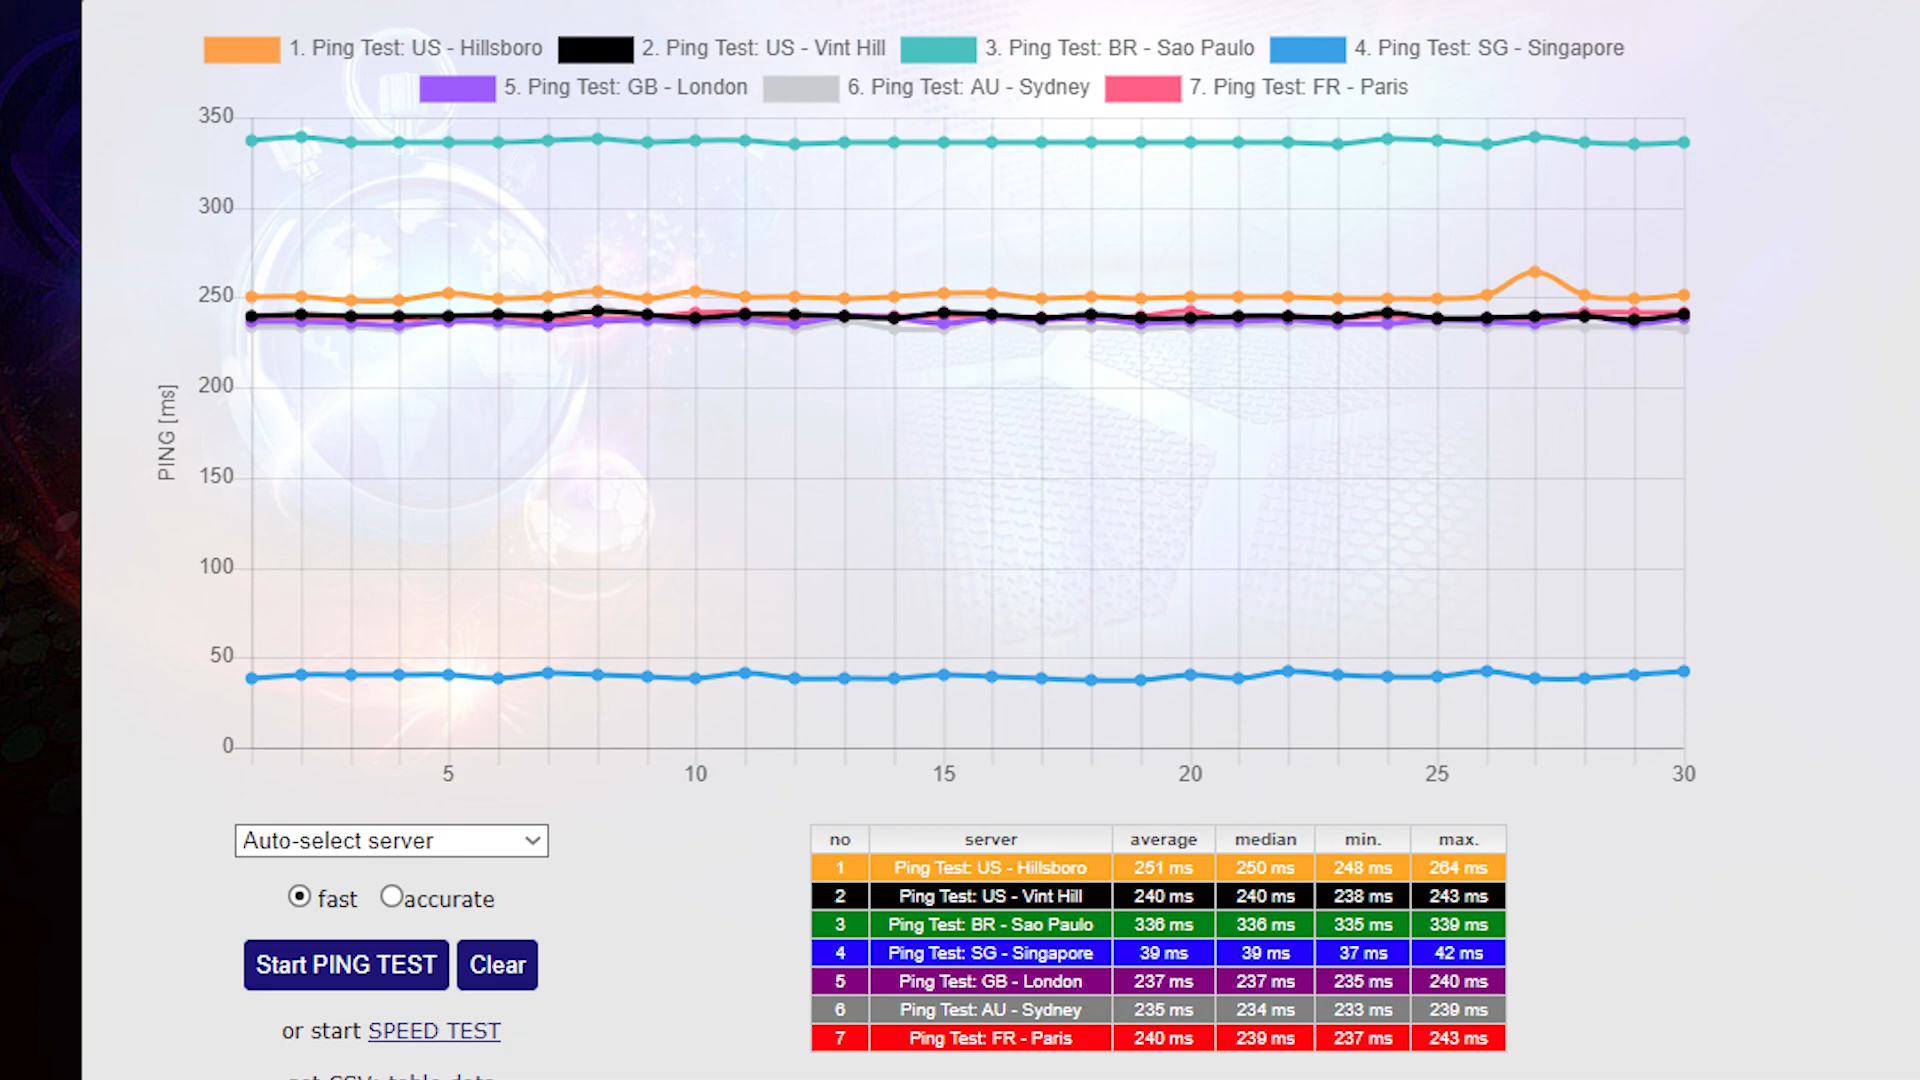 1. Ping Test: US - Hillsboro 2. Ping Test: US - Vint Hill 3. Ping Test: BR - Sao Paulo 4. Ping Test: SG - Singapore
5. Ping Test: GB - London 6. Ping Test: AU - Sydney 7. Ping Test: FR - Paris
350
300
250
200
150
100
50
0
PING [ms]
5 10 15 20 25 30
Auto-select server
fast accurate
Start PING TEST Clear
or start SPEED TEST
no server average median min. max.
1 Ping Test: US - Hillsboro 251 ms 250 ms 248 ms 264 ms
2 Ping Test: US - Vint Hill 240 ms 240 ms 238 ms 243 ms
3 Ping Test: BR - Sao Paulo 336 ms 336 ms 335 ms 339 ms
4 Ping Test: SG - Singapore 39 ms 39 ms 37 ms 42 ms
5 Ping Test: GB - London 237 ms 237 ms 235 ms 240 ms
6 Ping Test: AU - Sydney 235 ms 234 ms 233 ms 239 ms
7 Ping Test: FR - Paris 240 ms 239 ms 237 ms 243 ms